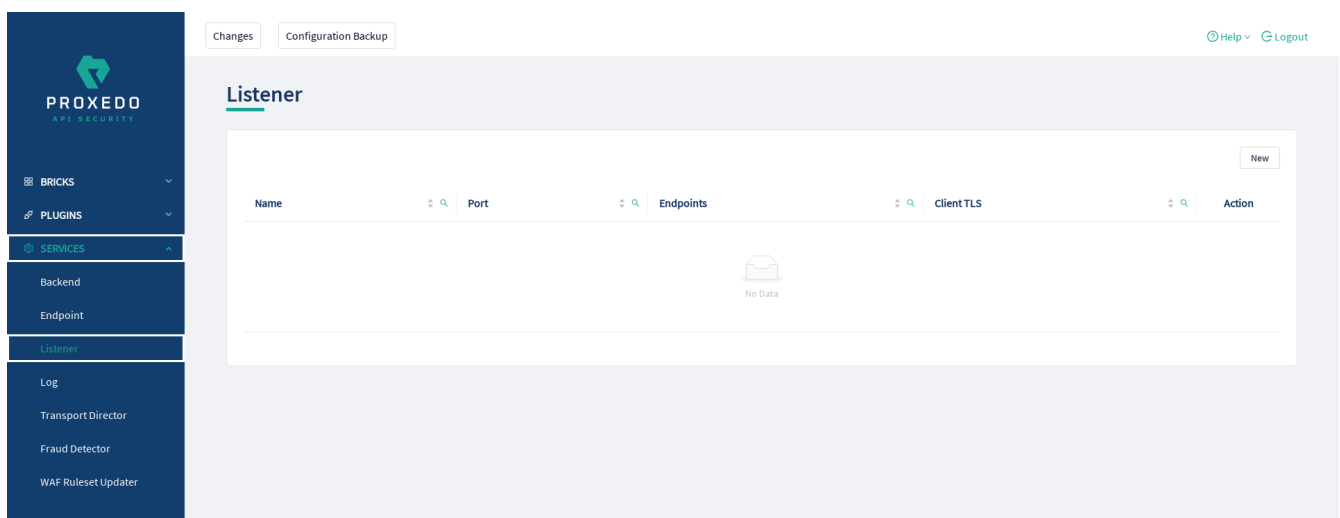 Changes
Configuration Backup
Help
Logout
PROXEDO
API SECURITY
BRICKS
PLUGINS
SERVICES
Backend
Endpoint
Listener
Log
Transport Director
Fraud Detector
WAF Ruleset Updater
Listener
New
Name Port Endpoints Client TLS Action
No Data